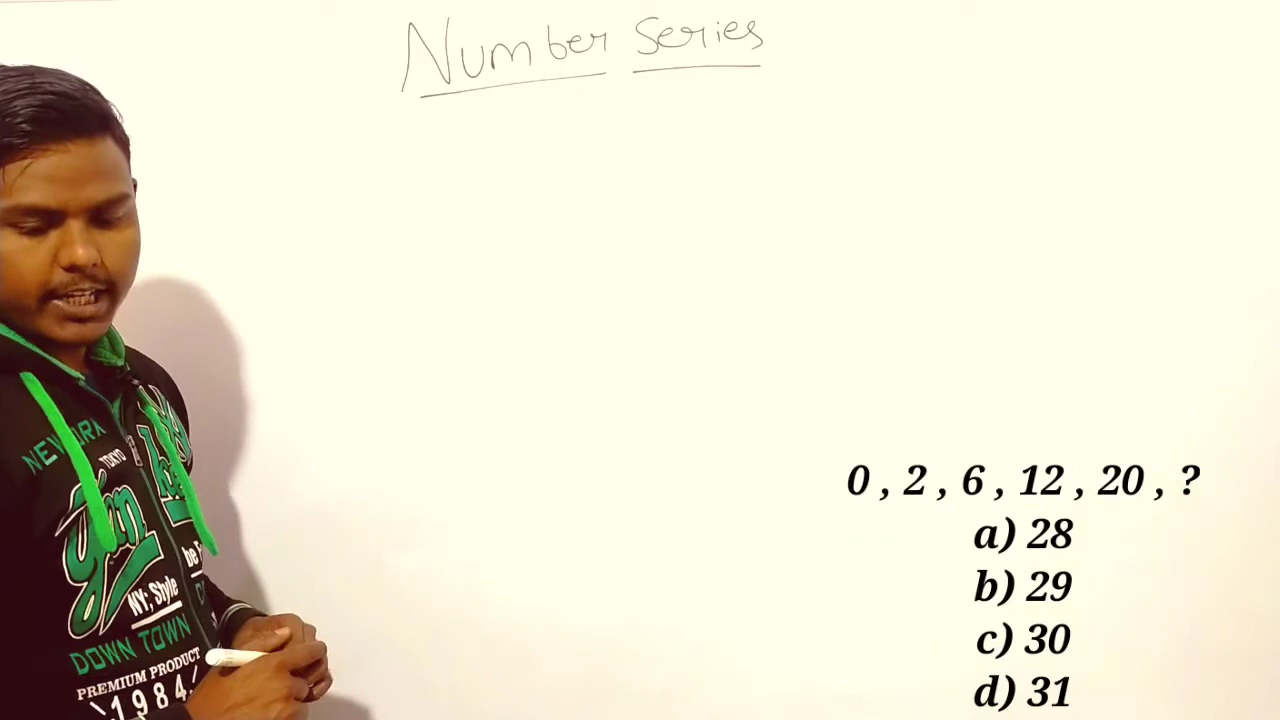 Number Series
NEW YORK
TOKYO
NY; Style
DOWN TOWN
PREMIUM PRODUCT
1984
0 , 2 , 6 , 12 , 20 , ?
a) 28
b) 29
c) 30
d) 31